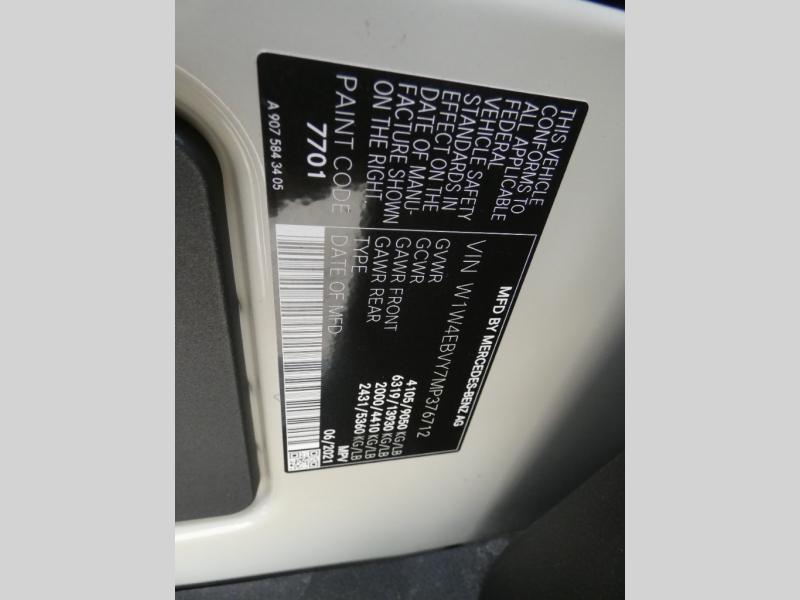 THIS VEHICLE
CONFORMS TO
ALL APPR
FEDERAL APPLICABLE
VEHICLE SAFETY
STANDARDS IN
EFFECT ON THE
DATE OF MANU-
FACTURE SHOWN
ON THE RIGHT.
PAINT CODE
7701
A 907 584 34 05
MFD BY MERCEDES-BENZ AG
VIN W1W4EBVY7MP376712
GVWR 4105/9050 KG/LB
GCWR 6319/13930 KG/LB
GAWR FRONT 2000/4410 KG/LB
GAWR REAR 2431/5360 KG/LB
TYPE MPV
DATE OF MFD 06/2021